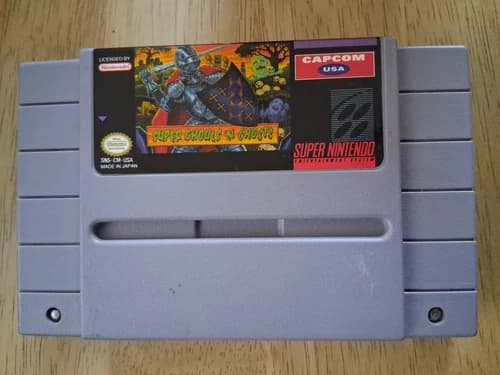 LICENSED BY
Nintendo
CAPCOM
USA
SUPER GHOULS 'N GHOSTS
SNS-CM-USA
MADE IN JAPAN
SUPER NINTENDO
ENTERTAINMENT SYSTEM